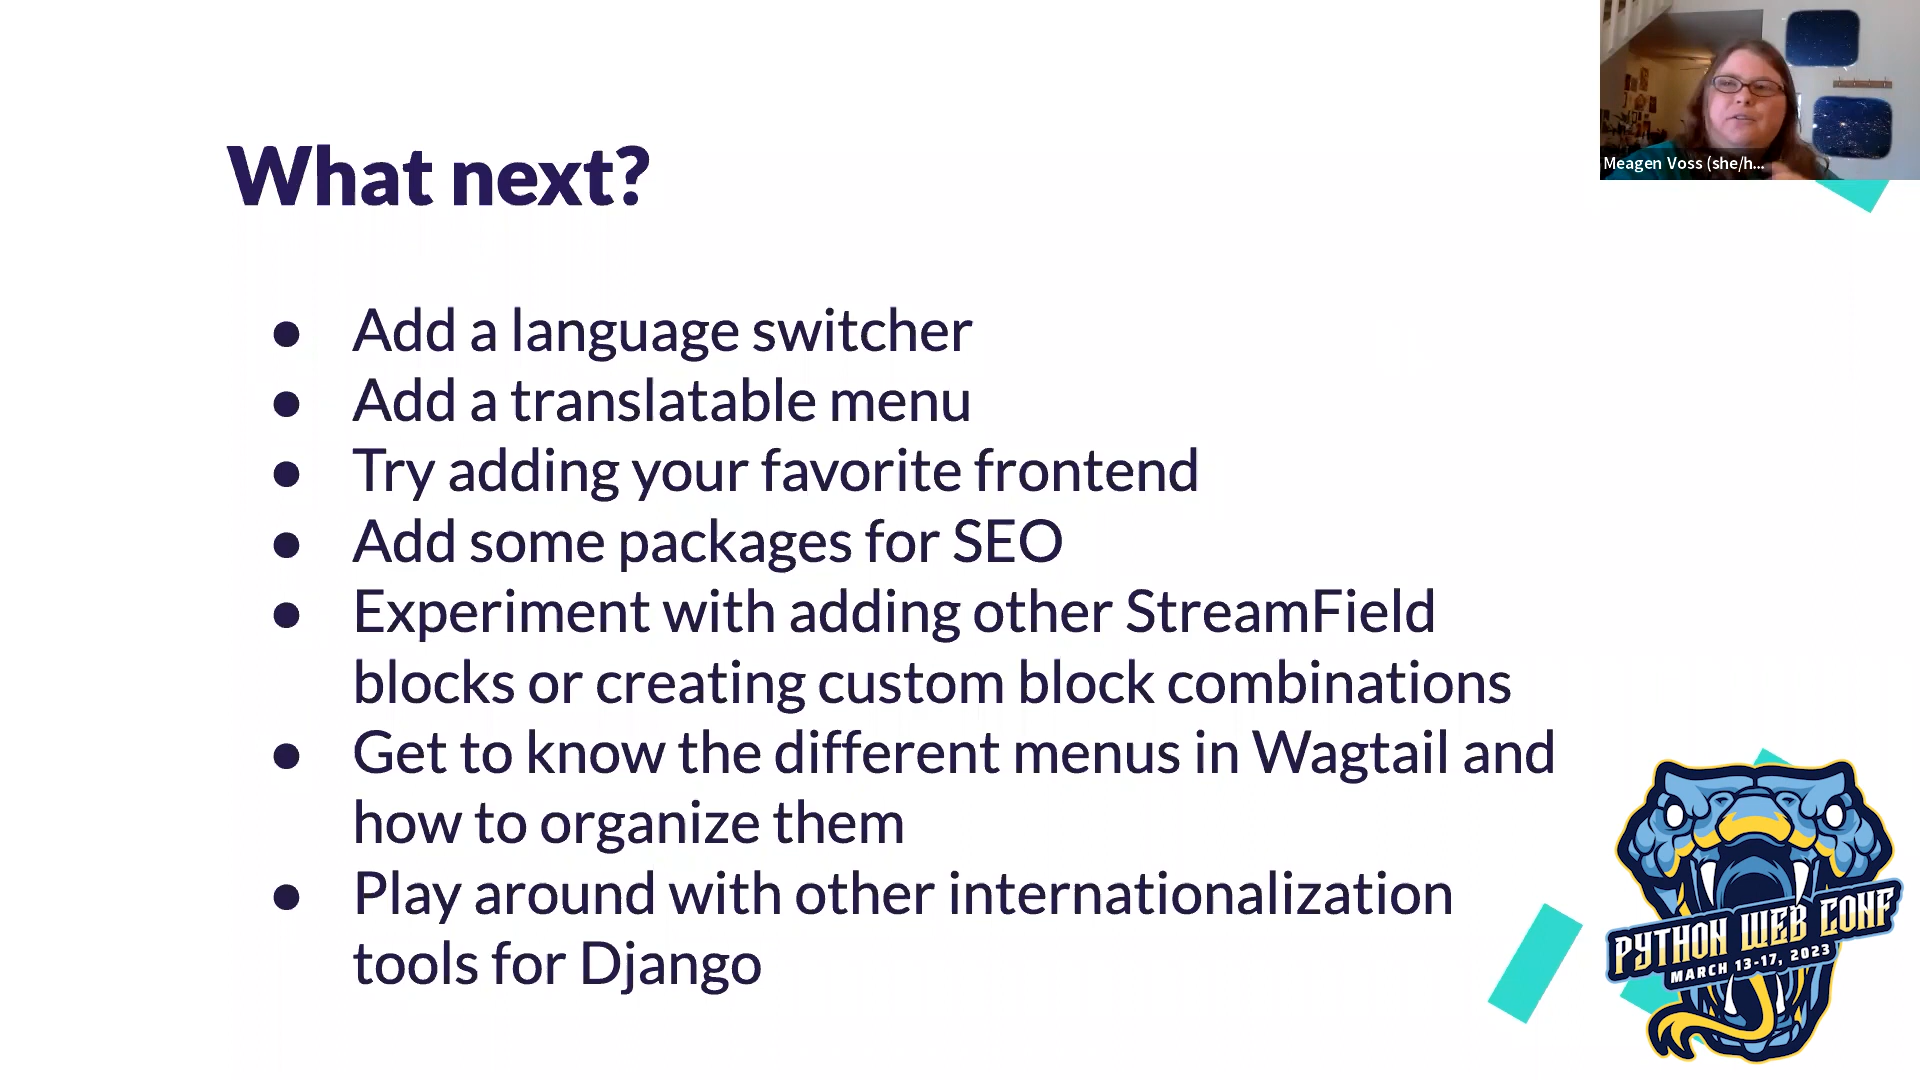 Meagen Voss (she/h...
What next?
● Add a language switcher
● Add a translatable menu
● Try adding your favorite frontend
● Add some packages for SEO
● Experiment with adding other StreamField
blocks or creating custom block combinations
● Get to know the different menus in Wagtail and
how to organize them
● Play around with other internationalization
tools for Django
PYTHON WEB CONF
MARCH 13-17, 2023